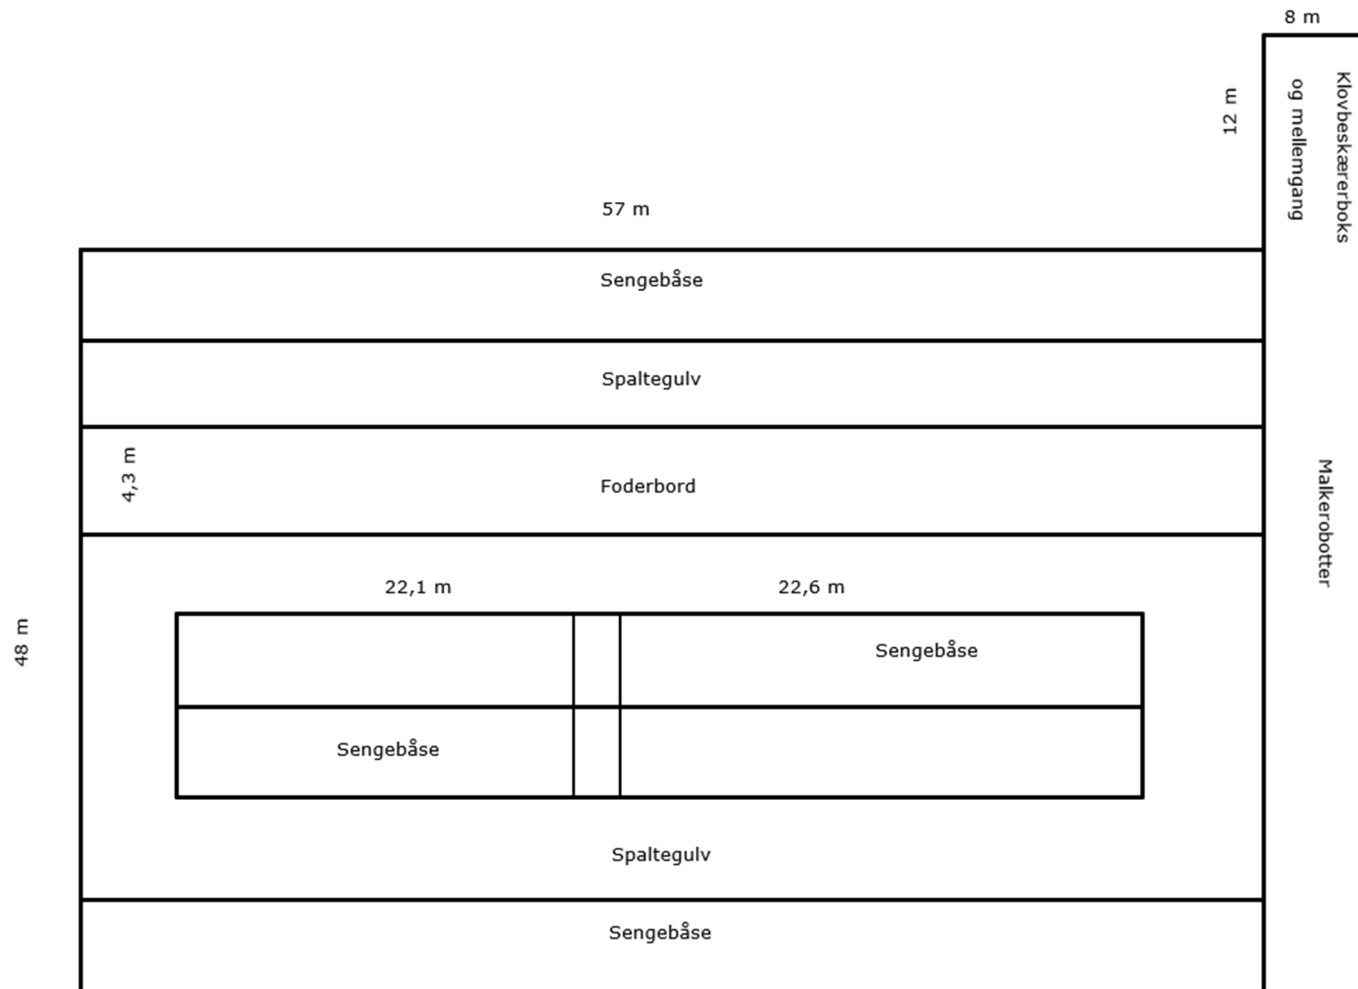 8 m
Klovbeskærerboks
og mellemgang
12 m
57 m
Sengebåse
Spaltegulv
4,3 m
Foderbord
Malkerobotter
22,1 m
22,6 m
48 m
Sengebåse
Sengebåse
Spaltegulv
Sengebåse